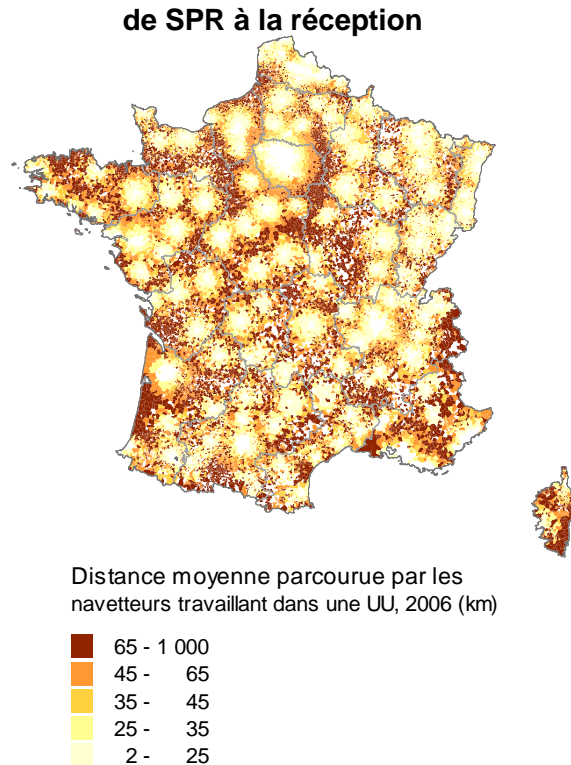 de SPR à la réception
Distance moyenne parcourue par les
navetteurs travaillant dans une UU, 2006 (km)
65 - 1 000
45 - 65
35 - 45
25 - 35
2 - 25